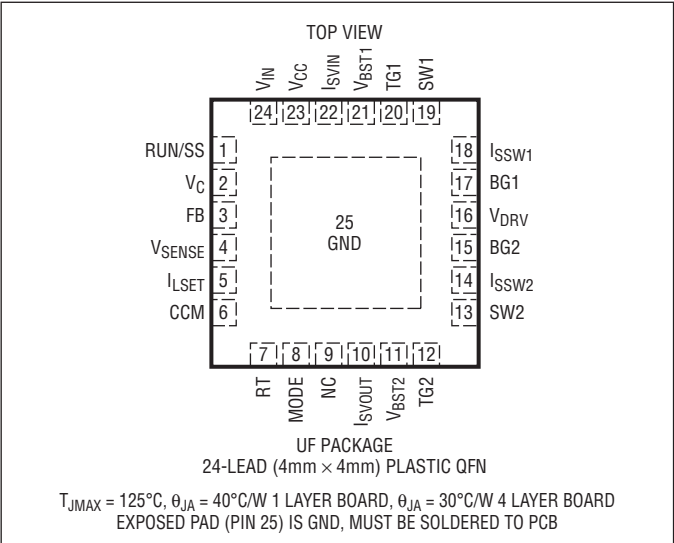 TOP VIEW
VIN VCC ISVIN VBST1 TG1 SW1
24 23 22 21 20 19
RUN/SS 1
VC 2
FB 3
VSENSE 4
ILSET 5
CCM 6
25
GND
18 ISSW1
17 BG1
16 VDRV
15 BG2
14 ISSW2
13 SW2
7 8 9 10 11 12
RT MODE NC ISVOUT VBST2 TG2
UF PACKAGE
24-LEAD (4mm × 4mm) PLASTIC QFN
TJMAX = 125°C, θJA = 40°C/W 1 LAYER BOARD, θJA = 30°C/W 4 LAYER BOARD
EXPOSED PAD (PIN 25) IS GND, MUST BE SOLDERED TO PCB